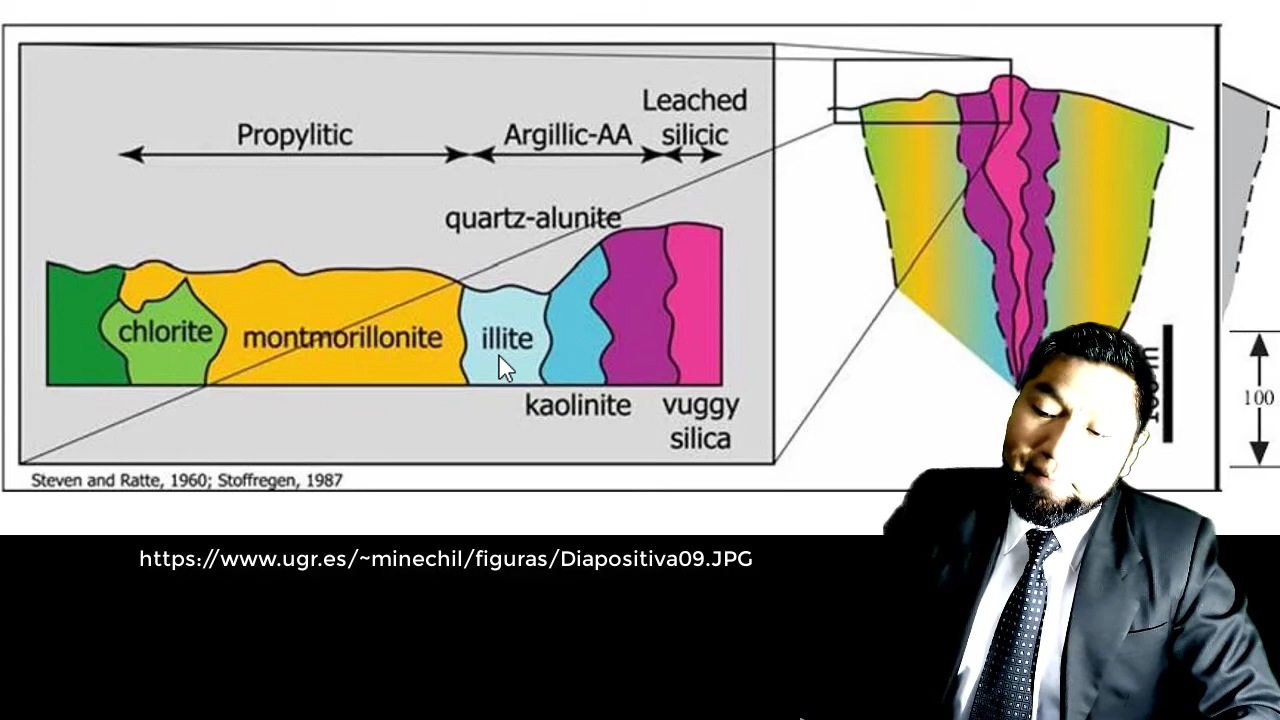 Leached
Propylitic
Argillic-AA
silicic
quartz-alunite
chlorite
montmorillonite
illite
kaolinite
vuggy
silica
Steven and Ratte, 1960; Stoffregen, 1987
100
https://www.ugr.es/~minechil/figuras/Diapositiva09.JPG